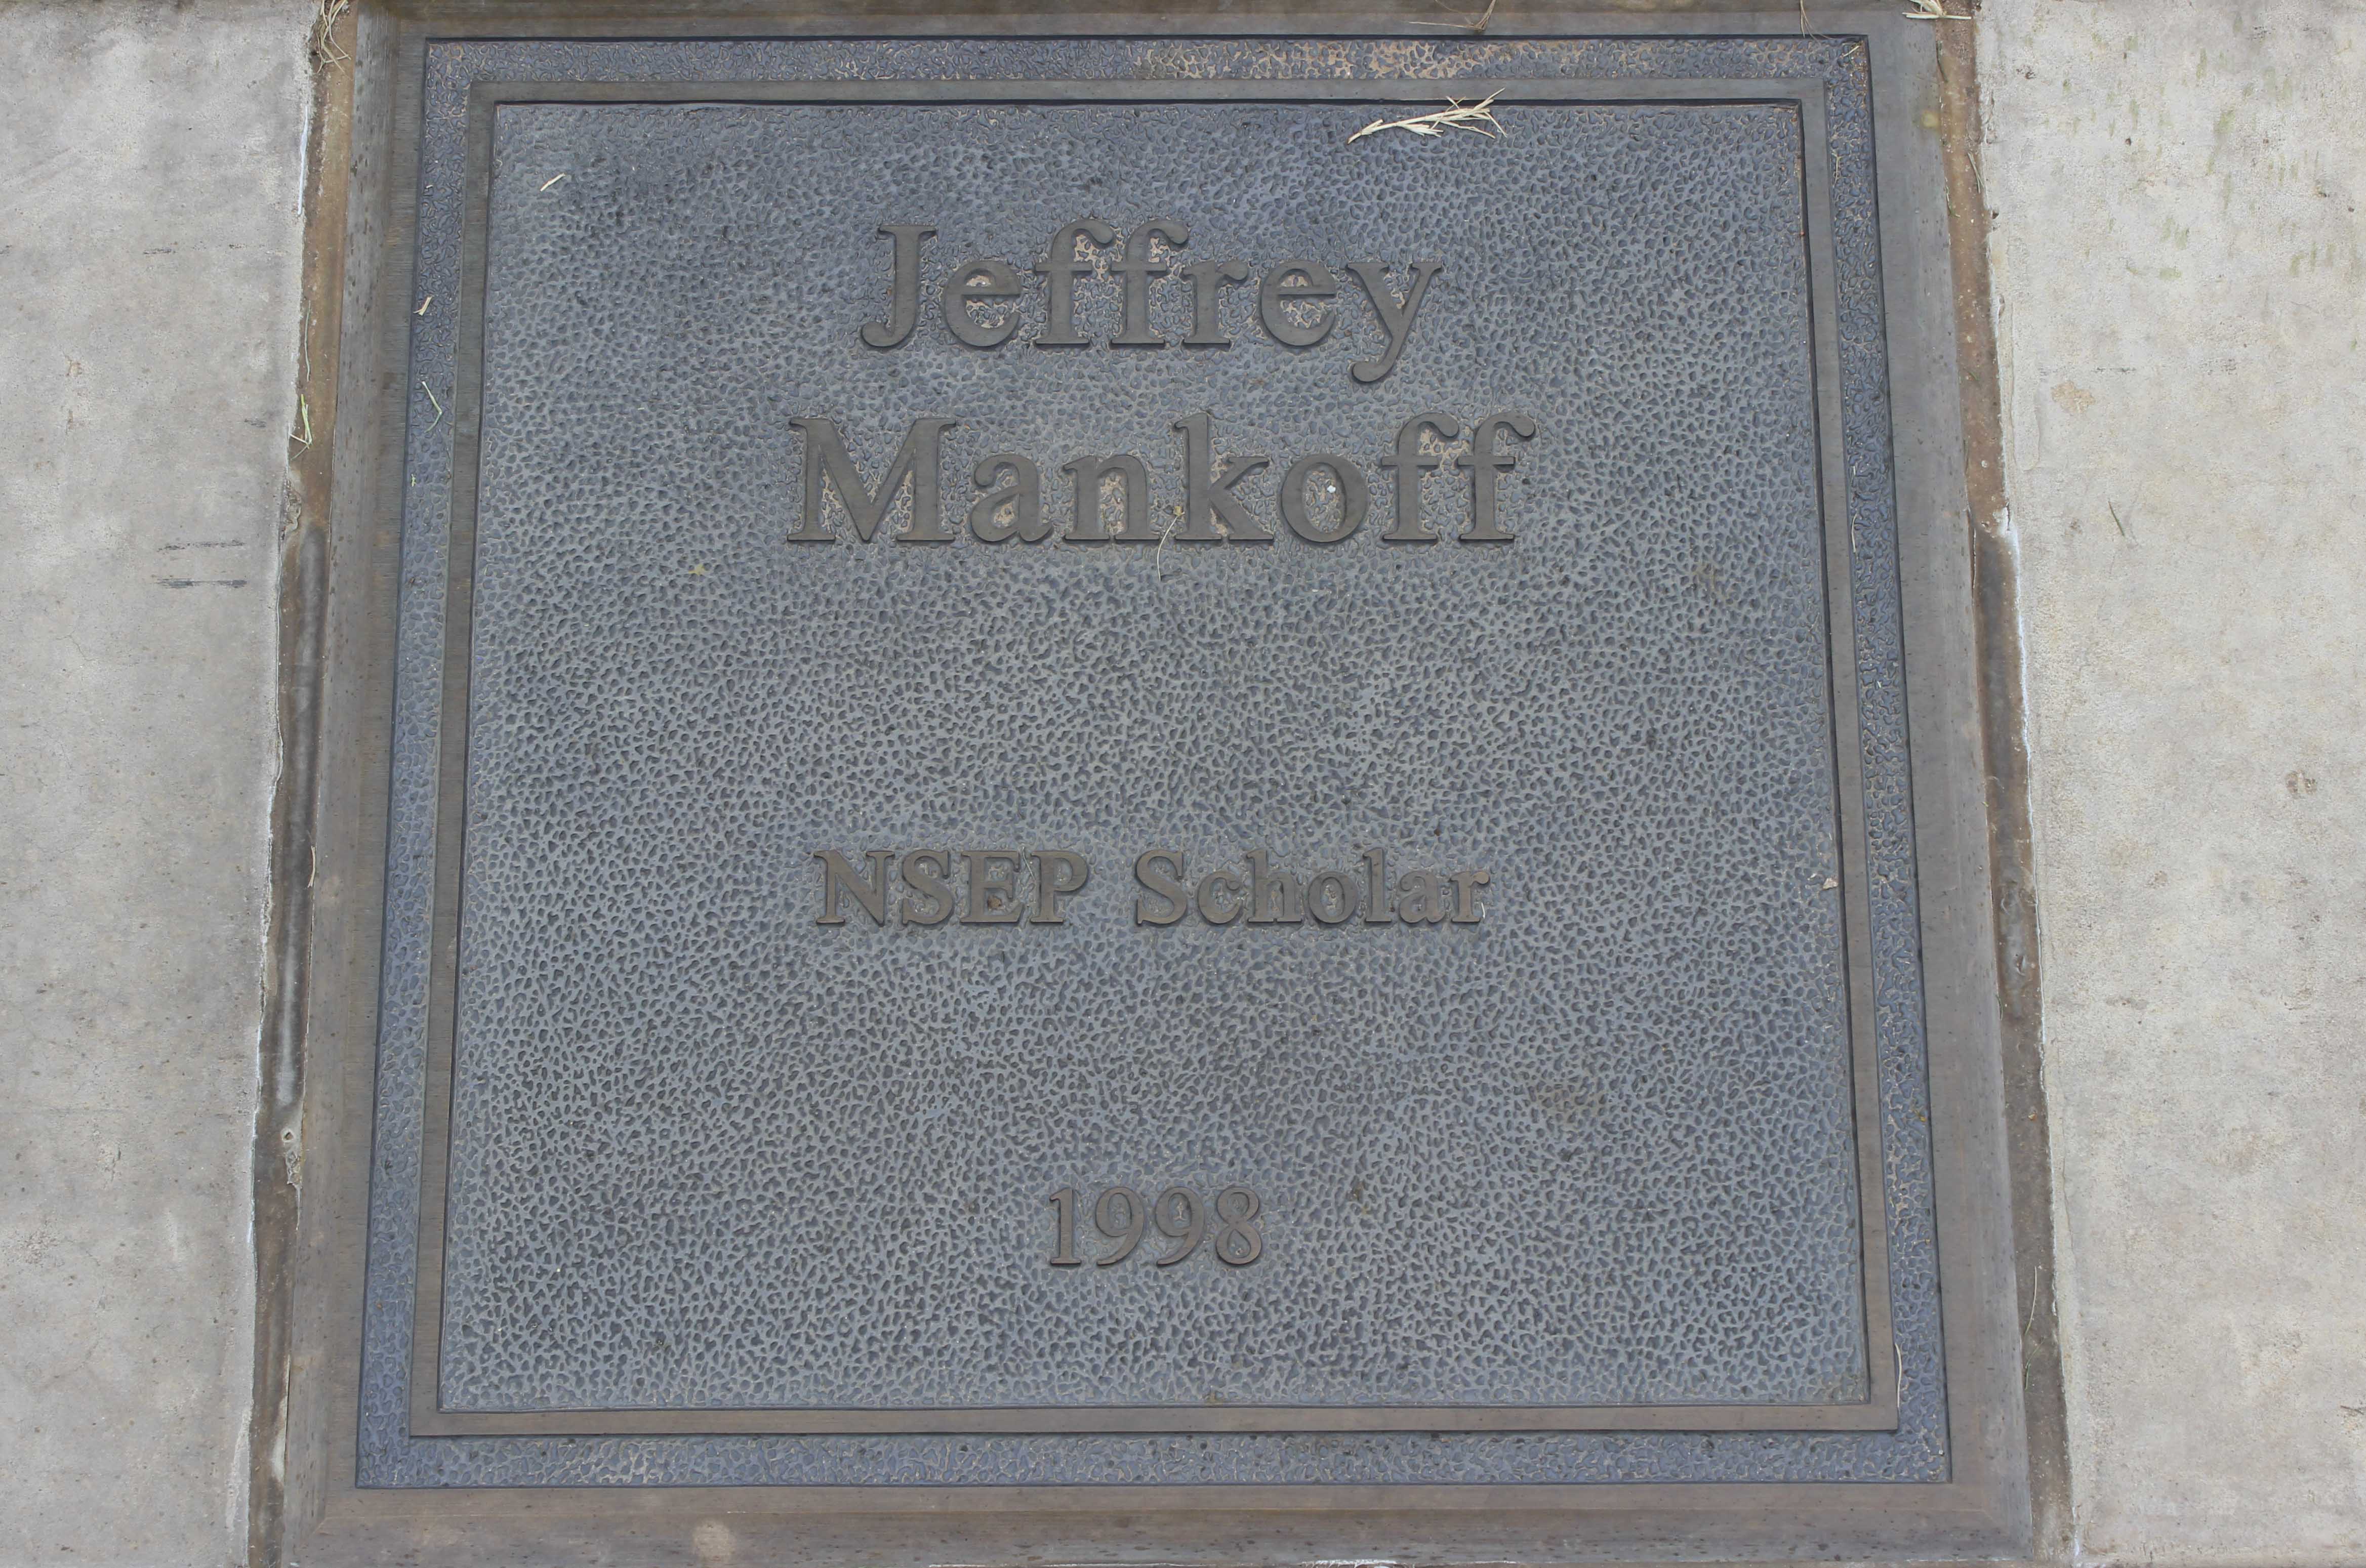 Jeffrey
Mankoff
NSEP Scholar
1998